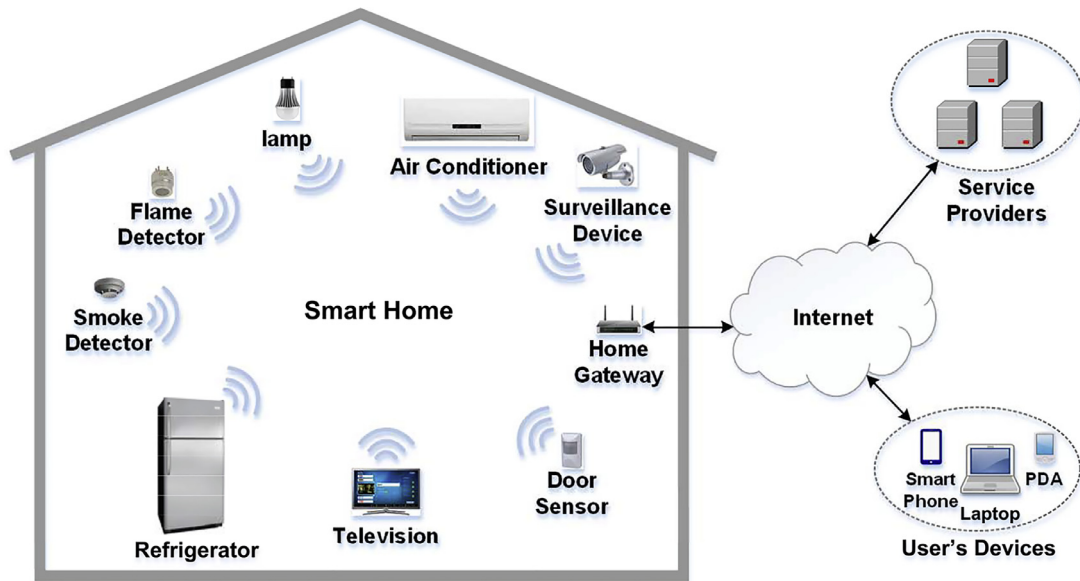 lamp
Air Conditioner
Surveillance
Device
Flame
Detector
Smoke
Detector
Smart Home
Home
Gateway
Refrigerator
Television
Door
Sensor
Internet
Service
Providers
Smart
Phone
Laptop
PDA
User's Devices